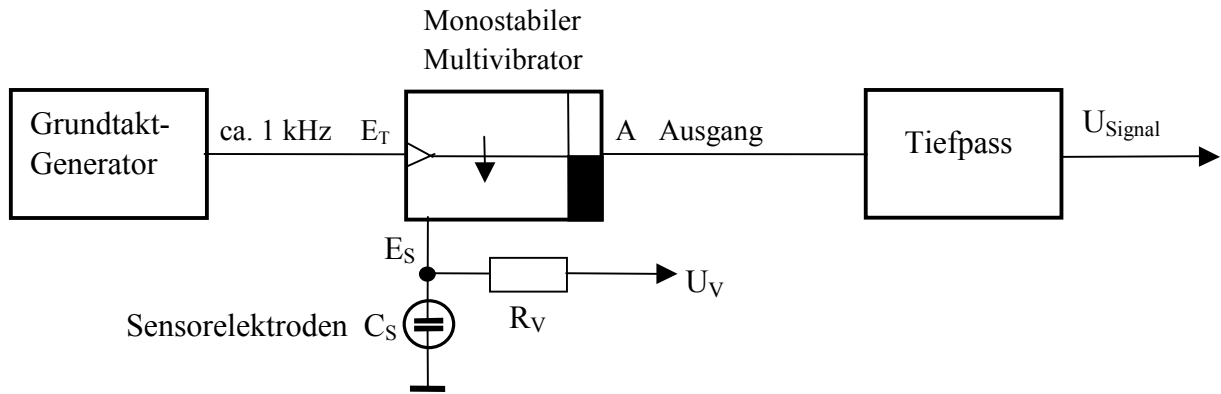 Monostabiler
Multivibrator
Grundtakt-
Generator
ca. 1 kHz
E_T
A Ausgang
Tiefpass
U_Signal
E_S
U_V
R_V
Sensorelektroden C_S